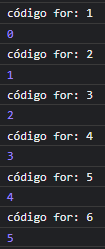 código for: 1
0
código for: 2
1
código for: 3
2
código for: 4
3
código for: 5
4
código for: 6
5